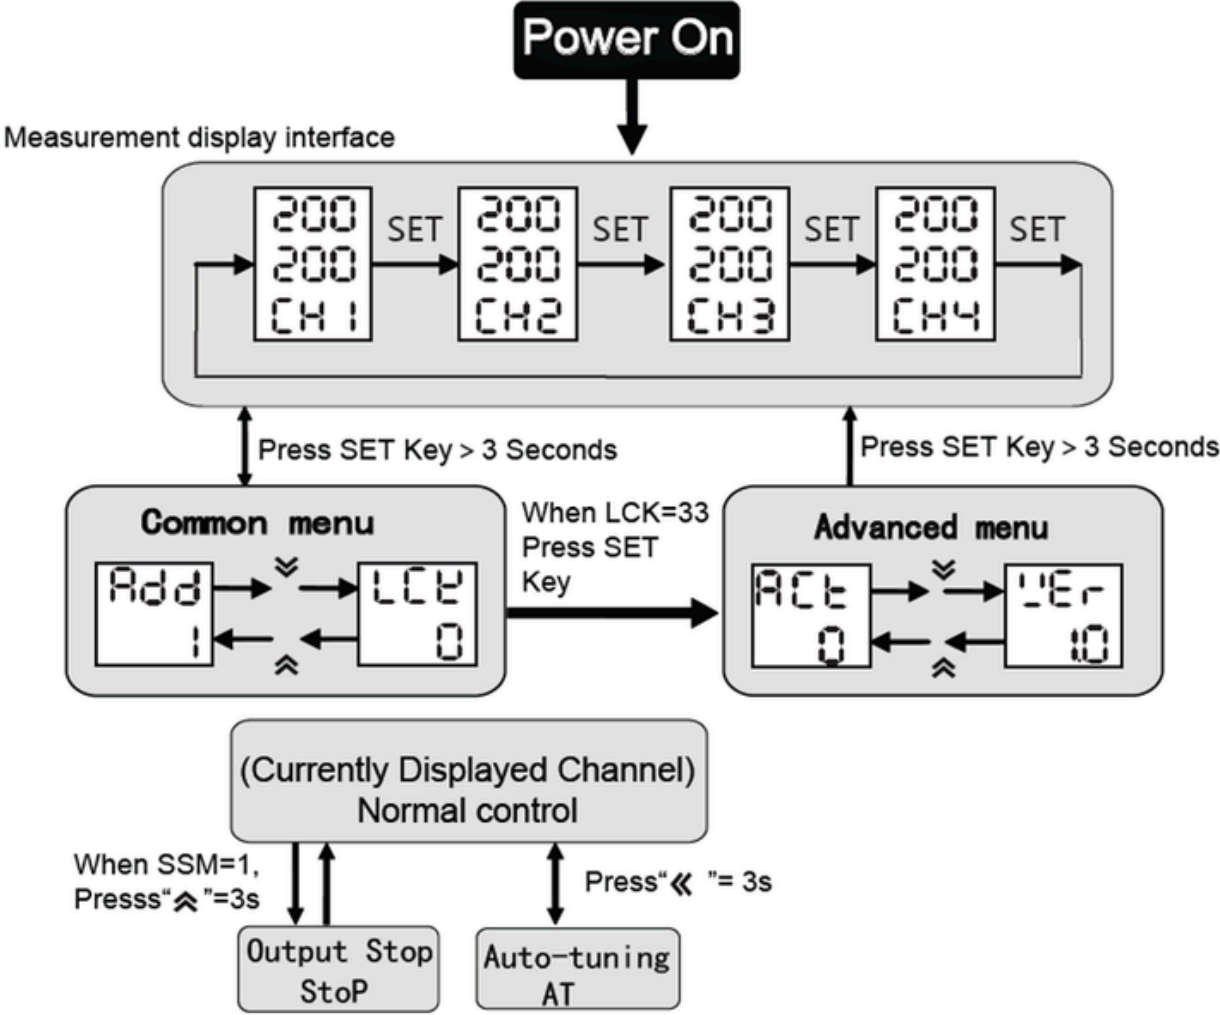 Power On
Measurement display interface
200 200 200 200
SET SET SET SET
200 200 200 200
CH1 CH2 CH3 CH4
Press SET Key > 3 Seconds
Press SET Key > 3 Seconds
Common menu
Add LCK
1 0
When LCK=33
Press SET
Key
Advanced menu
ACt VEr
0 1.0
(Currently Displayed Channel)
Normal control
When SSM=1,
Presss“ ”=3s
Press“ ”= 3s
Output Stop
StoP
Auto-tuning
AT